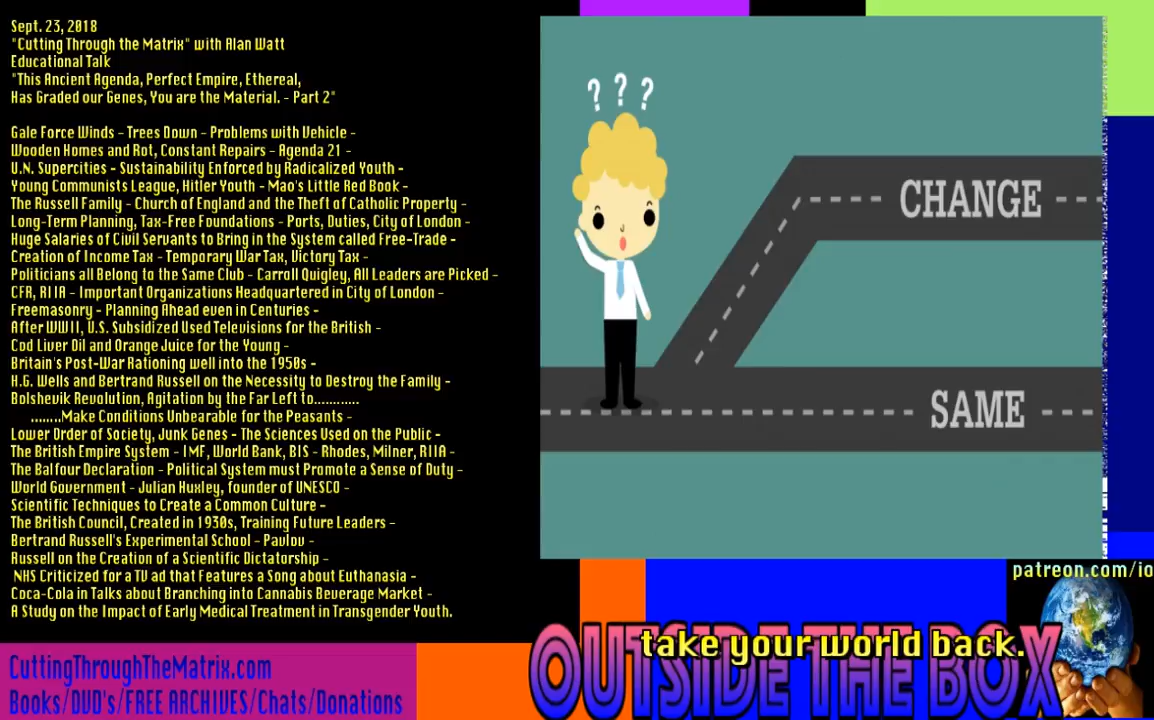 Sept. 23, 2018
"Cutting Through the Matrix" with Alan Watt
Educational Talk
"This Ancient Agenda, Perfect Empire, Ethereal,
Has Graded our Genes, You are the Material. - Part 2"
Gale Force Winds - Trees Down - Problems with Vehicle -
Wooden Homes and Rot, Constant Repairs - Agenda 21 -
U.N. Supercities - Sustainability Enforced by Radicalized Youth -
Young Communists League, Hitler Youth - Mao's Little Red Book -
The Russell Family - Church of England and the Theft of Catholic Property -
Long-Term Planning, Tax-Free Foundations - Ports, Duties, City of London -
Huge Salaries of Civil Servants to Bring in the System called Free-Trade -
Creation of Income Tax - Temporary War Tax, Victory Tax -
Politicians all Belong to the Same Club - Carroll Quigley, All Leaders are Picked -
CFR, RIIA - Important Organizations Headquartered in City of London -
Freemasonry - Planning Ahead even in Centuries -
After WWII, U.S. Subsidized Used Televisions for the British -
Cod Liver Oil and Orange Juice for the Young -
Britain's Post-War Rationing well into the 1950s -
H.G. Wells and Bertrand Russell on the Necessity to Destroy the Family -
Bolshevik Revolution, Agitation by the Far Left to............
........Make Conditions Unbearable for the Peasants -
Lower Order of Society, Junk Genes - The Sciences Used on the Public -
The British Empire System - IMF, World Bank, BIS - Rhodes, Milner, RIIA -
The Balfour Declaration - Political System must Promote a Sense of Duty -
World Government - Julian Huxley, founder of UNESCO -
Scientific Techniques to Create a Common Culture -
The British Council, Created in 1930s, Training Future Leaders -
Bertrand Russell's Experimental School - Pavlov -
Russell on the Creation of a Scientific Dictatorship -
NHS Criticized for a TV ad that Features a Song about Euthanasia -
Coca-Cola in Talks about Branching into Cannabis Beverage Market -
A Study on the Impact of Early Medical Treatment in Transgender Youth.
CuttingThroughTheMatrix.com
Books/DVD's/FREE ARCHIVES/Chats/Donations
? ? ?
CHANGE
SAME
patreon.com/io
take your world back.
OUTSIDE THE BOX